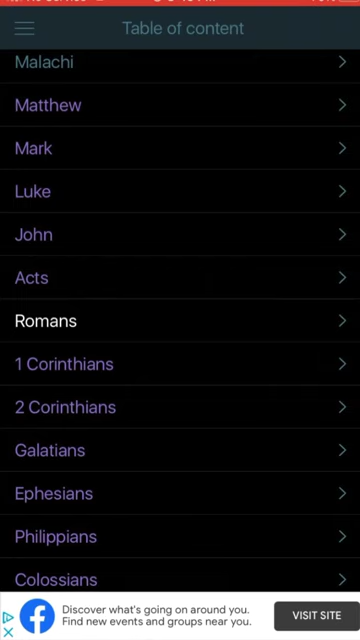 Table of content
Malachi
Matthew
Mark
Luke
John
Acts
Romans
1 Corinthians
2 Corinthians
Galatians
Ephesians
Philippians
Colossians
Discover what's going on around you.
Find new events and groups near you.
VISIT SITE